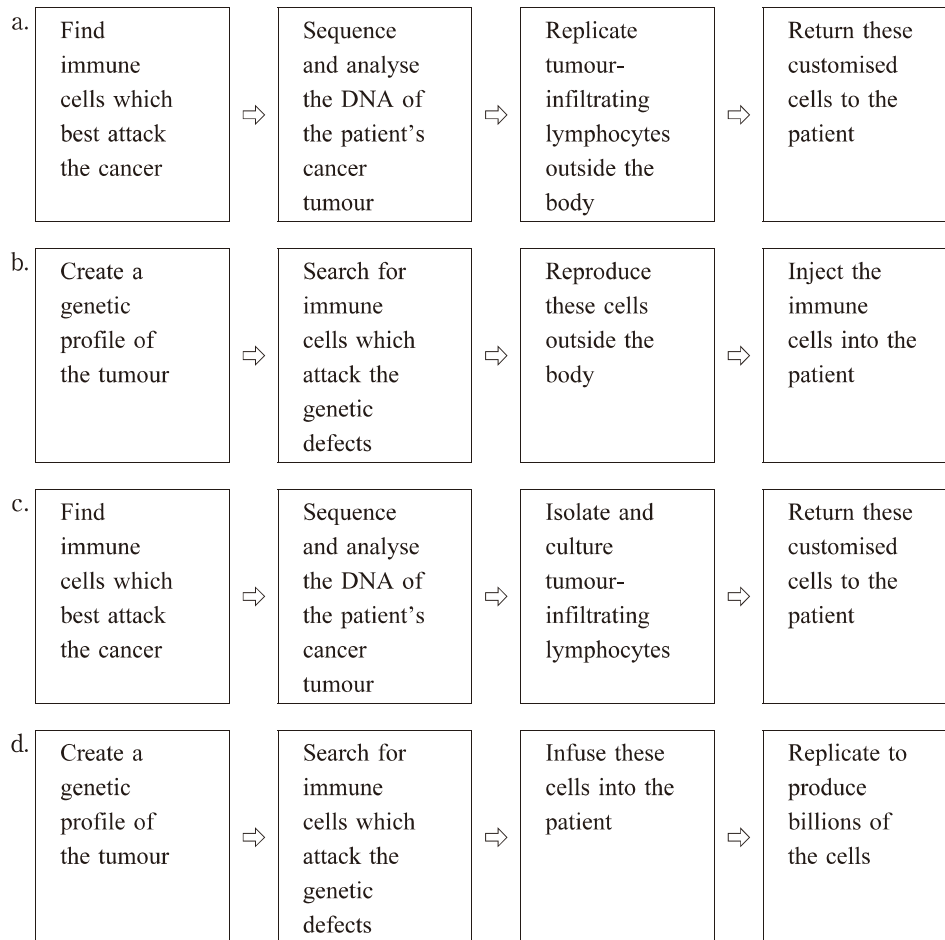 a.
Find
immune
cells which
best attack
the cancer
Sequence
and analyse
the DNA of
the patient's
cancer
tumour
Replicate
tumour-
infiltrating
lymphocytes
outside the
body
Return these
customised
cells to the
patient
b.
Create a
genetic
profile of
the tumour
Search for
immune
cells which
attack the
genetic
defects
Reproduce
these cells
outside the
body
Inject the
immune
cells into the
patient
c.
Find
immune
cells which
best attack
the cancer
Sequence
and analyse
the DNA of
the patient's
cancer
tumour
Isolate and
culture
tumour-
infiltrating
lymphocytes
Return these
customised
cells to the
patient
d.
Create a
genetic
profile of
the tumour
Search for
immune
cells which
attack the
genetic
defects
Infuse these
cells into the
patient
Replicate to
produce
billions of
the cells